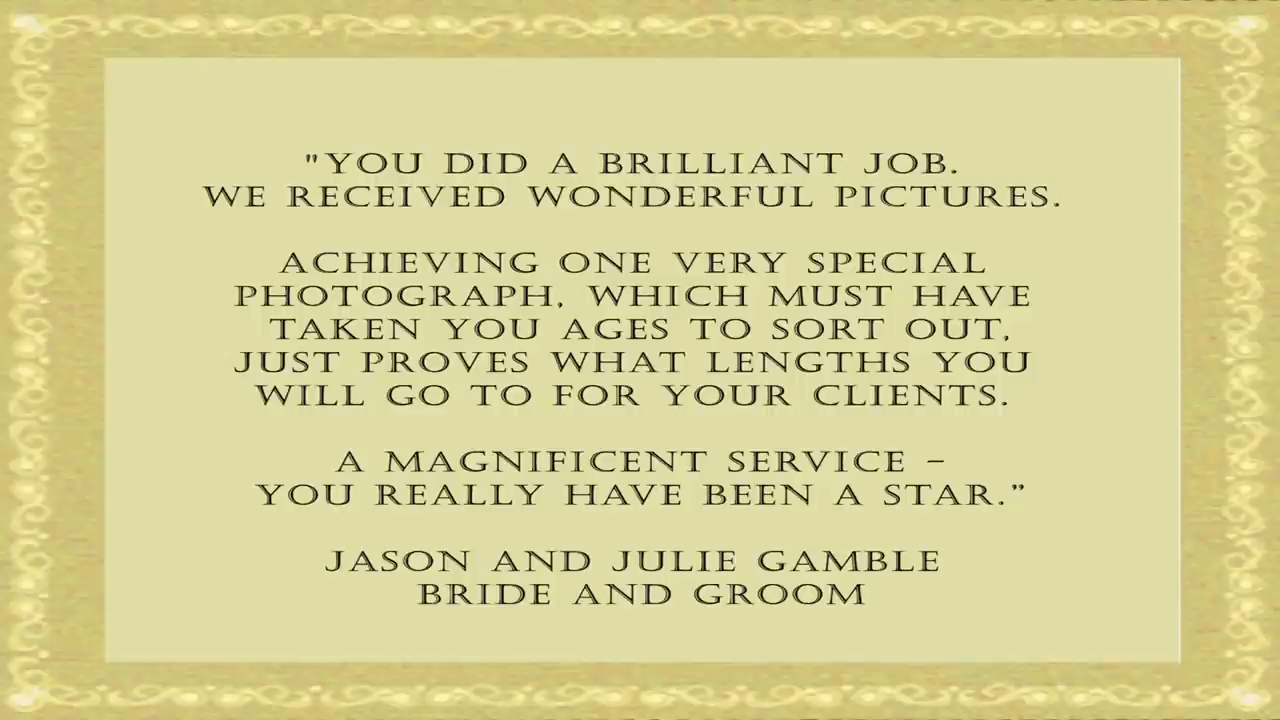 "YOU DID A BRILLIANT JOB.
WE RECEIVED WONDERFUL PICTURES.
ACHIEVING ONE VERY SPECIAL
PHOTOGRAPH, WHICH MUST HAVE
TAKEN YOU AGES TO SORT OUT,
JUST PROVES WHAT LENGTHS YOU
WILL GO TO FOR YOUR CLIENTS.
A MAGNIFICENT SERVICE –
YOU REALLY HAVE BEEN A STAR.”
JASON AND JULIE GAMBLE
BRIDE AND GROOM